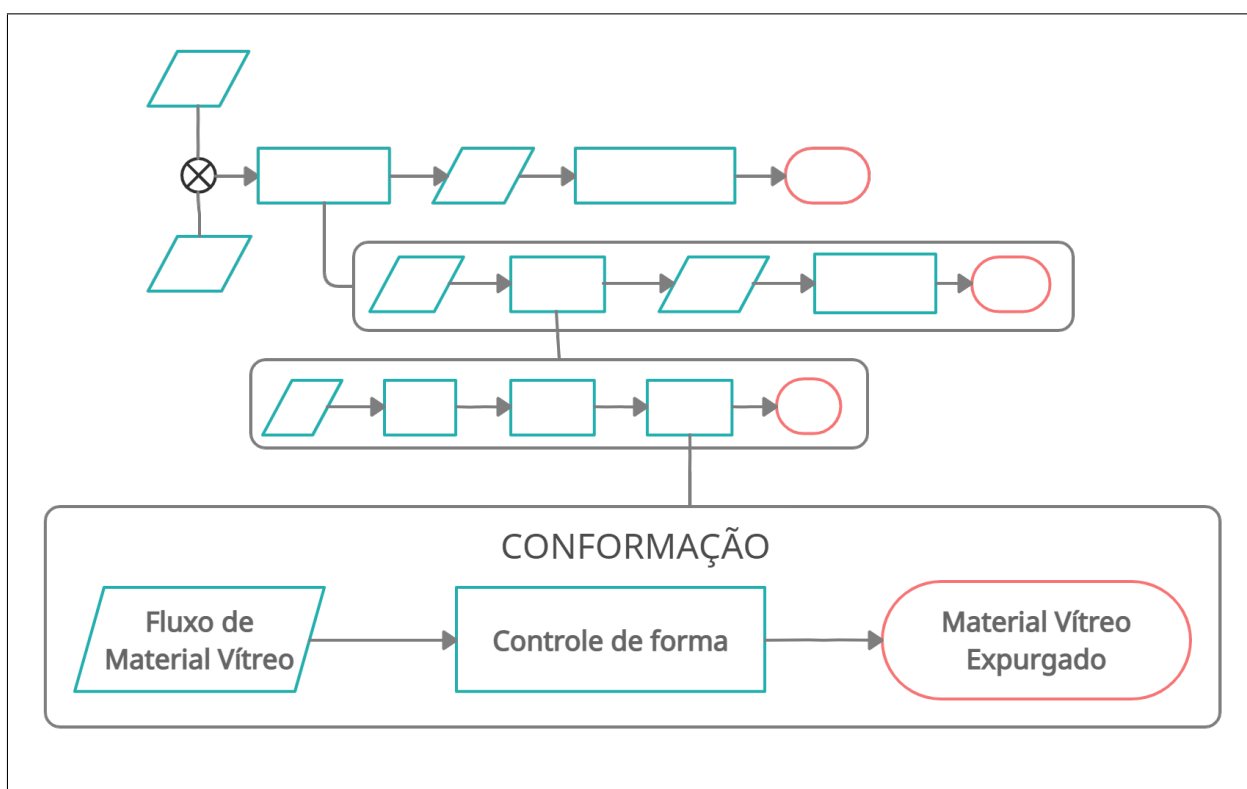 CONFORMAÇÃO
Fluxo de
Material Vítreo
Controle de forma
Material Vítreo
Expurgado